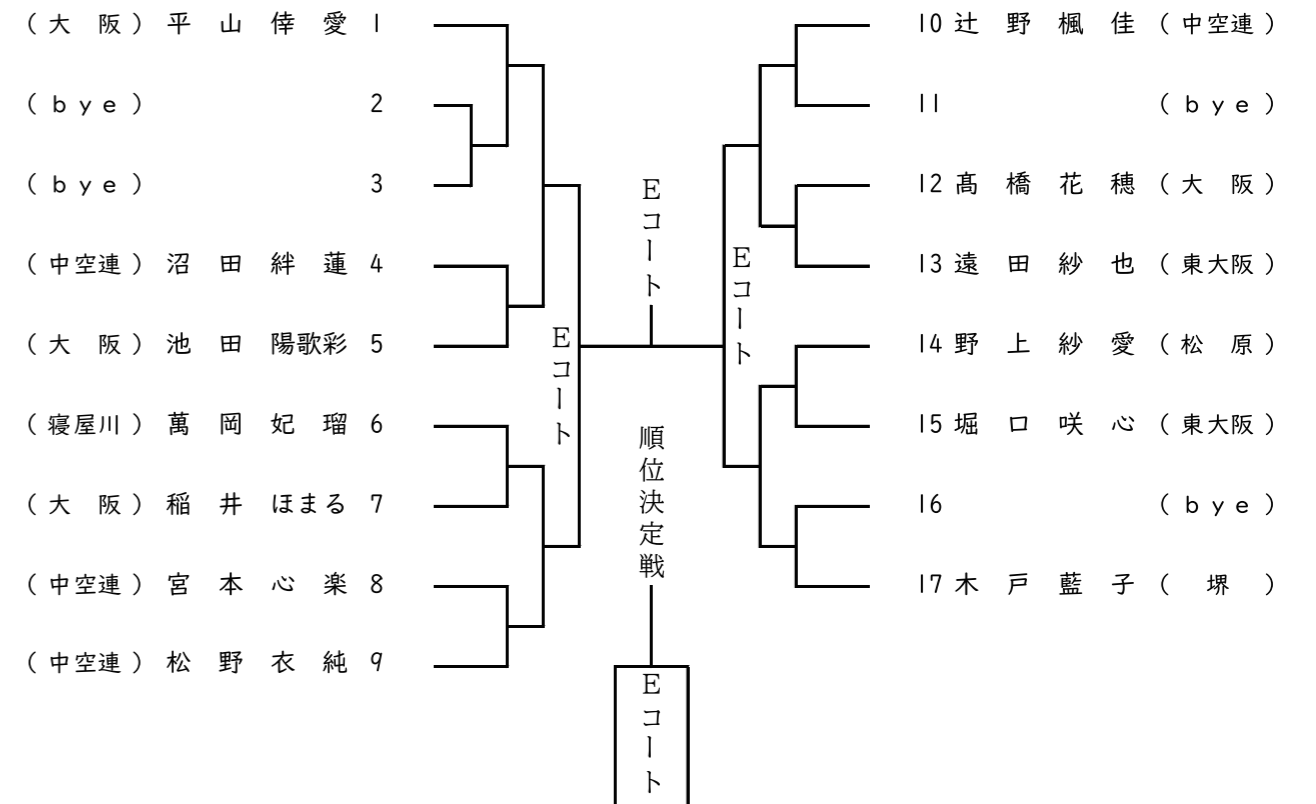 (大 阪) 平 山 倖 愛 1
(bye) 2
(bye) 3
(中空連) 沼 田 絆 蓮 4
(大 阪) 池 田 陽歌彩 5
(寝屋川) 萬 岡 妃 瑠 6
(大 阪) 稲 井 ほまる 7
(中空連) 宮 本 心 楽 8
(中空連) 松 野 衣 純 9
Eコート
Eコート
順位決定戦
Eコート
Eコート
10 辻 野 楓 佳 (中空連)
11 (bye)
12 髙 橋 花 穂 (大 阪)
13 遠 田 紗 也 (東大阪)
14 野 上 紗 愛 (松 原)
15 堀 口 咲 心 (東大阪)
16 (bye)
17 木 戸 藍 子 (堺)